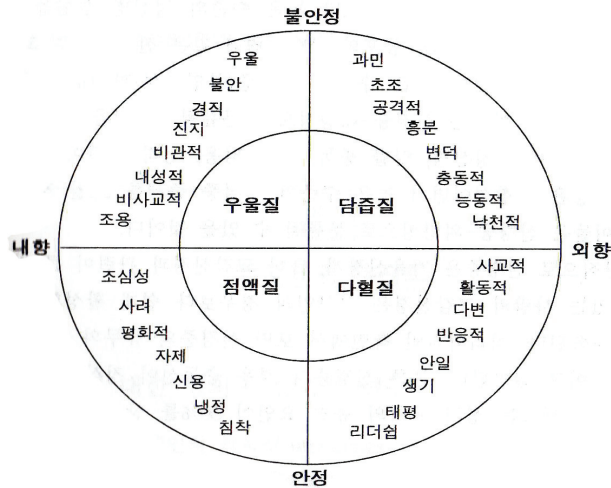 불안정
우울
불안
경직
진지
비관적
내성적
비사교적
조용
과민
초조
공격적
흥분
변덕
충동적
능동적
낙천적
우울질
담즙질
내향
외향
점액질
다혈질
조심성
사려
평화적
자제
신용
냉정
침착
사교적
활동적
다변
반응적
안일
생기
태평
리더쉽
안정